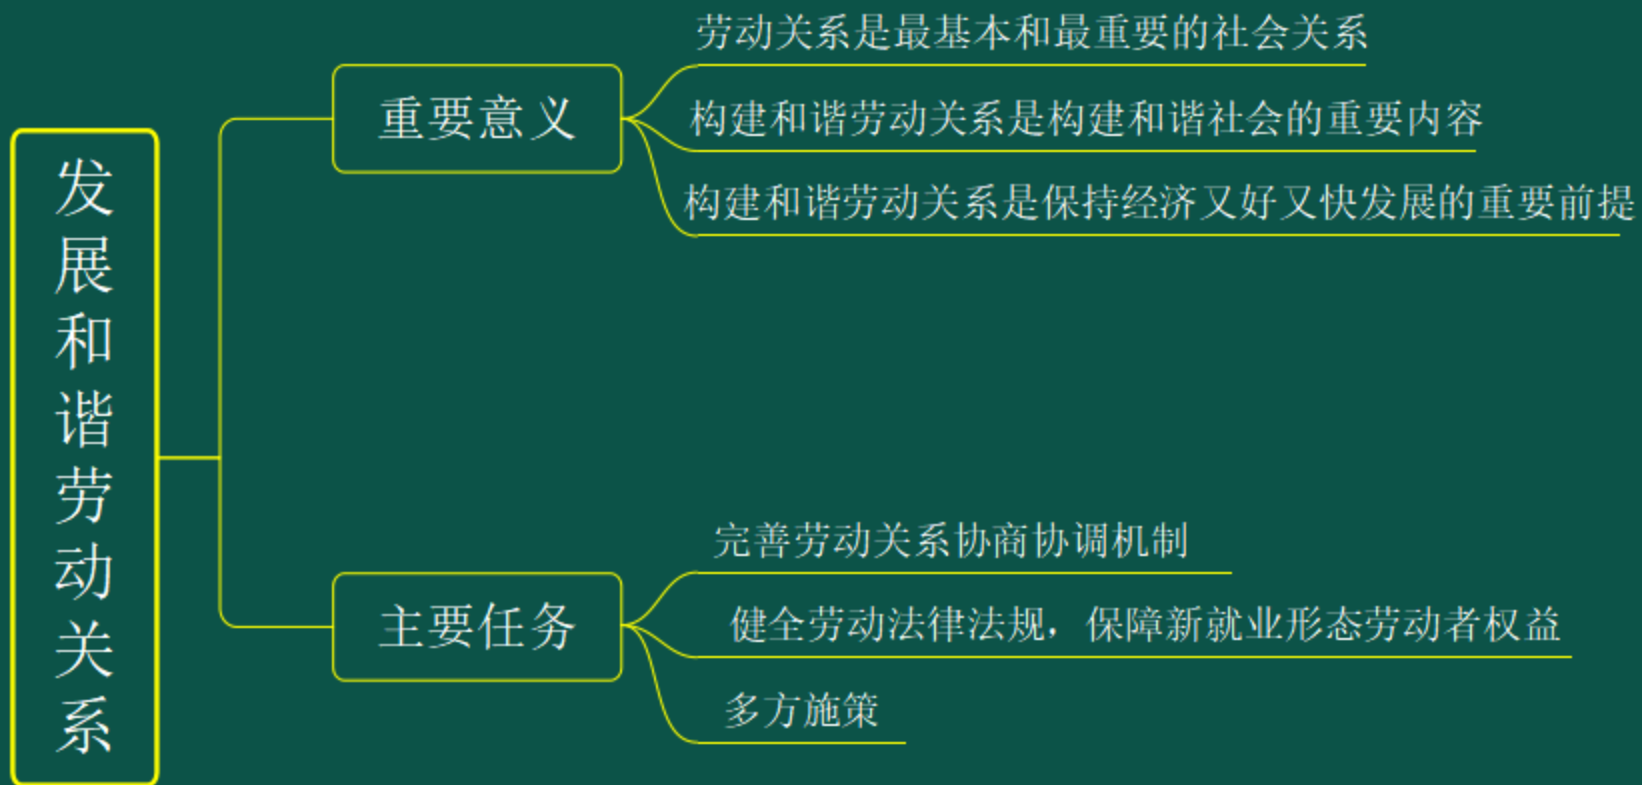 发展和谐劳动关系
重要意义
劳动关系是最基本和最重要的社会关系
构建和谐劳动关系是构建和谐社会的重要内容
构建和谐劳动关系是保持经济又好又快发展的重要前提
主要任务
完善劳动关系协商协调机制
健全劳动法律法规，保障新就业形态劳动者权益
多方施策